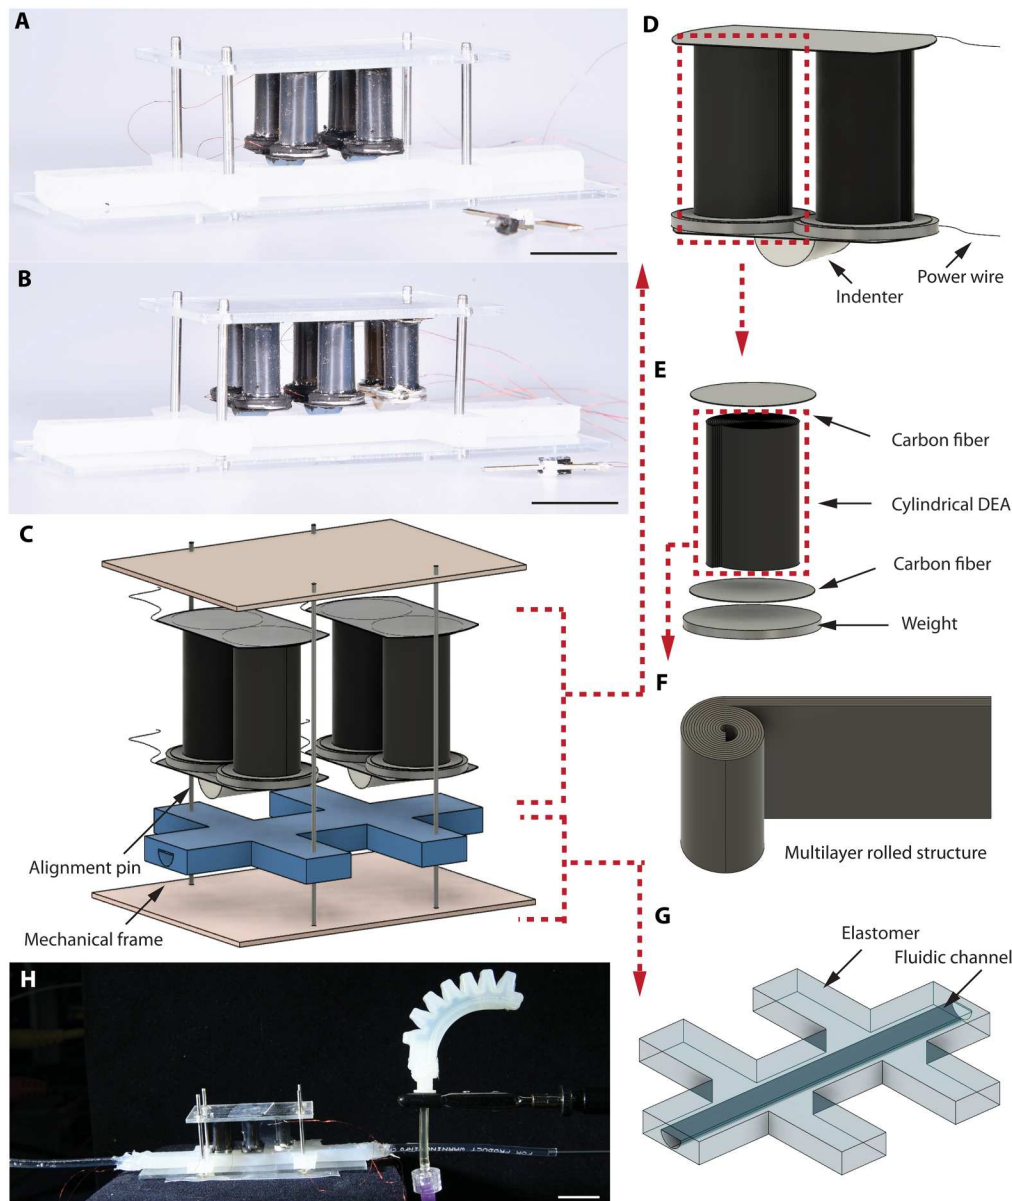 A
B
C
Alignment pin
Mechanical frame
D
Indenter
Power wire
E
Carbon fiber
Cylindrical DEA
Carbon fiber
Weight
F
Multilayer rolled structure
G
Elastomer
Fluidic channel
H